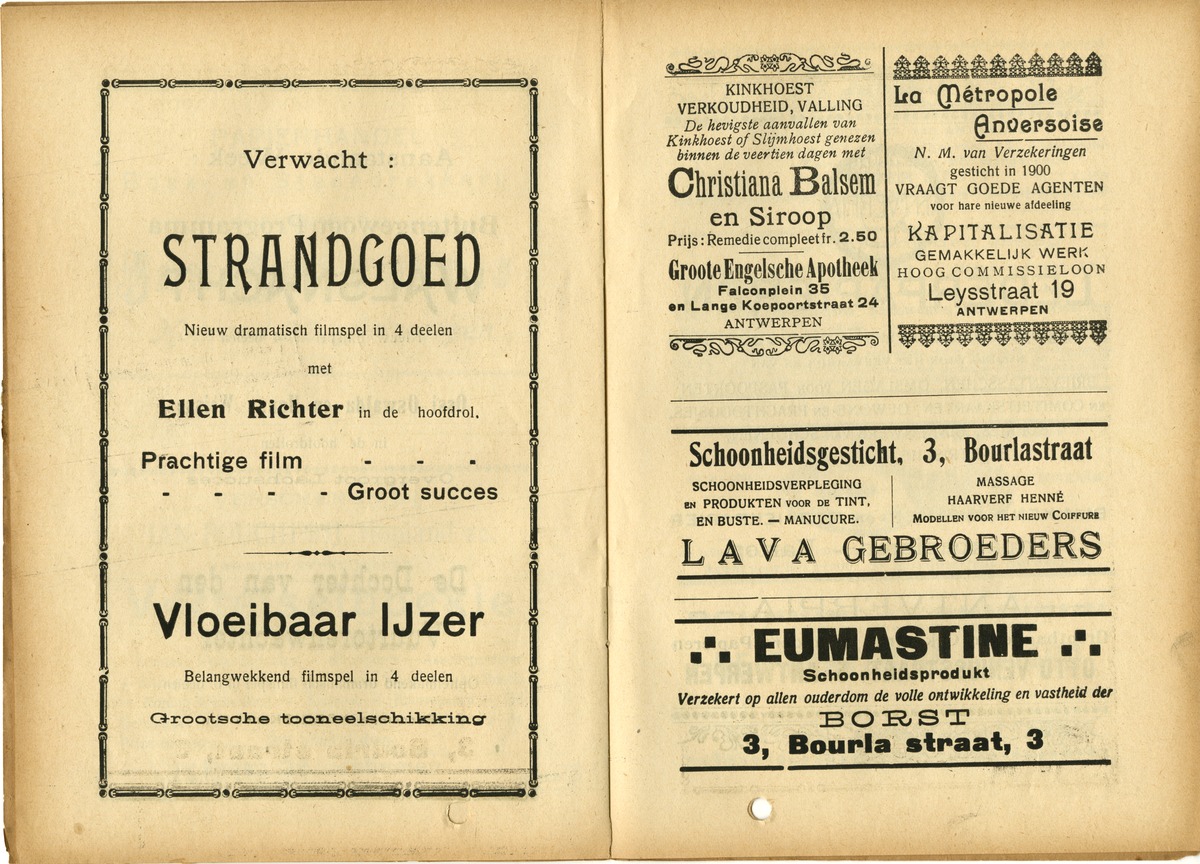 Verwacht :
STRANDGOED
Nieuw dramatisch filmspel in 4 deelen
met
Ellen Richter in de hoofdrol.
Prachtige film - - -
- - - - Groot succes
Vloeibaar IJzer
Belangwekkend filmspel in 4 deelen
Grootsche tooneelschikking
KINKHOEST
VERKOUDHEID, VALLING
De hevigste aanvallen van
Kinkhoest of Slijmhoest genezen
binnen de veertien dagen met
Christiana Balsem
en Siroop
Prijs : Remedie compleet fr. 2.50
Groote Engelsche Apotheek
Falconplein 35
en Lange Koepoortstraat 24
ANTWERPEN
La Métropole
Anversoise
N. M. van Verzekeringen
gesticht in 1900
VRAAGT GOEDE AGENTEN
voor hare nieuwe afdeeling
KAPITALISATIE
GEMAKKELIJK WERK
HOOG COMMISSIELOON
Leysstraat 19
ANTWERPEN
Schoonheidsgesticht, 3, Bourlastraat
SCHOONHEIDSVERPLEGING
EN PRODUKTEN VOOR DE TINT,
EN BUSTE. — MANUCURE.
MASSAGE
HAARVERF HENNÉ
MODELLEN VOOR HET NIEUW COIFFURE
LAVA GEBROEDERS
EUMASTINE
Schoonheidsprodukt
Verzekert op allen ouderdom de volle ontwikkeling en vastheid der
BORST
3, Bourla straat, 3